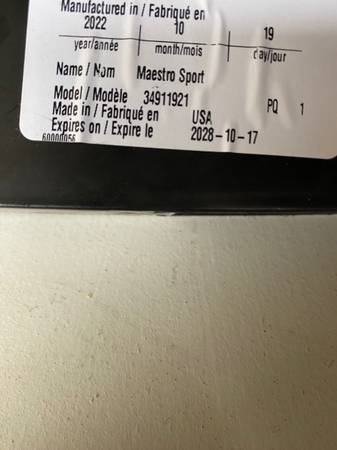 Manufactured in / Fabriqué en
2022 10 19
year/année month/mois day/jour
Name / Nom Maestro Sport
Model / Modèle 34911921 PQ 1
Made in / Fabriqué en USA
Expires on / Expire le 2028-10-17
60000056